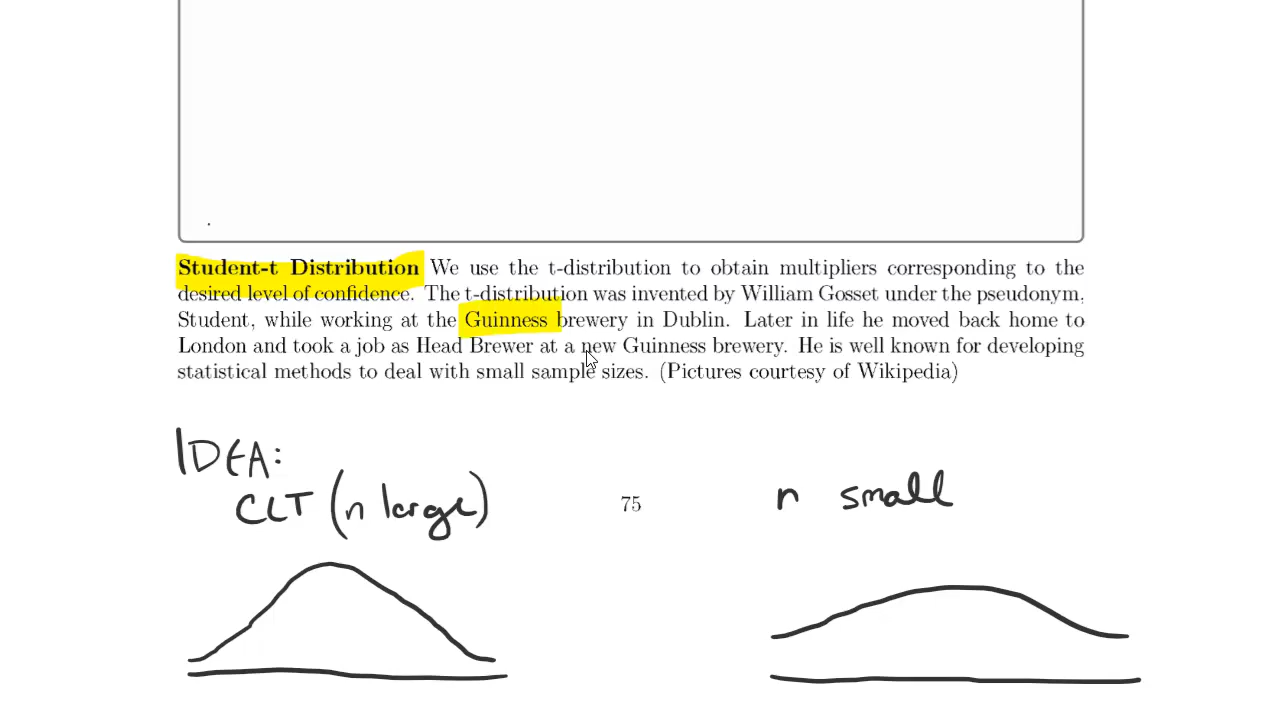 Student-t Distribution We use the t-distribution to obtain multipliers corresponding to the
desired level of confidence. The t-distribution was invented by William Gosset under the pseudonym,
Student, while working at the Guinness brewery in Dublin. Later in life he moved back home to
London and took a job as Head Brewer at a new Guinness brewery. He is well known for developing
statistical methods to deal with small sample sizes. (Pictures courtesy of Wikipedia)
IDEA:
CLT (n large)
75
n small